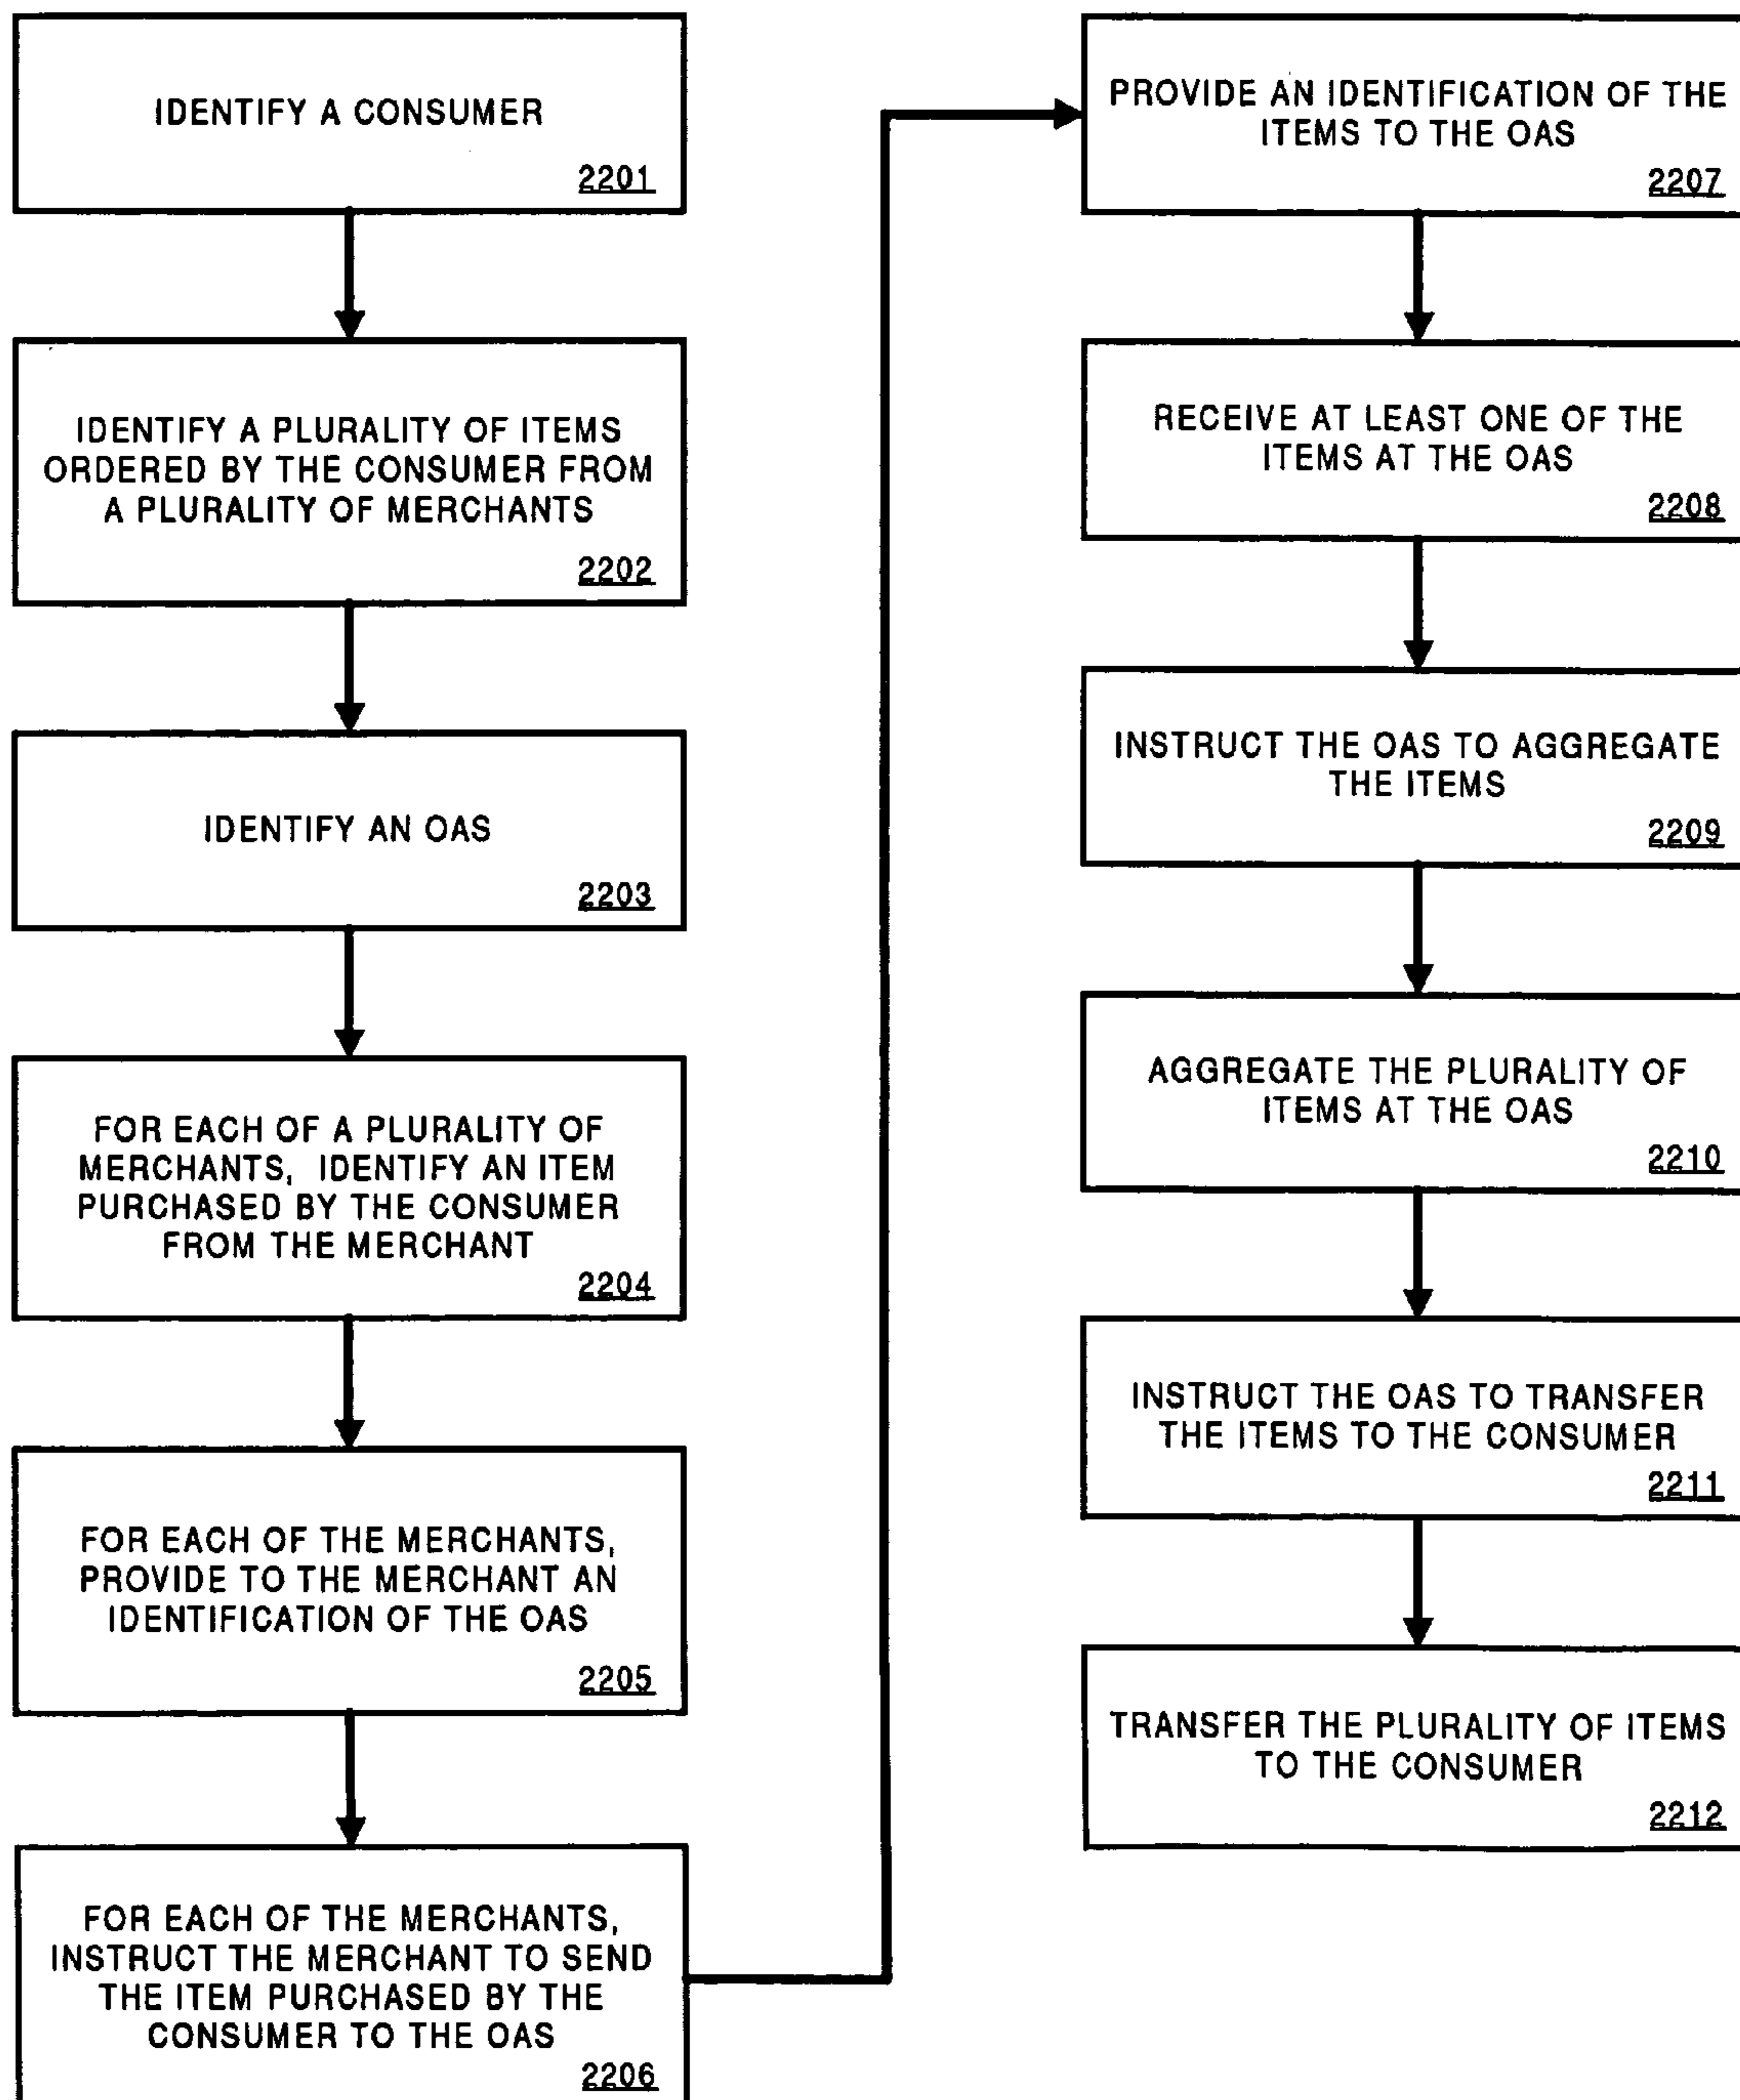 IDENTIFY A CONSUMER
2201
IDENTIFY A PLURALITY OF ITEMS
ORDERED BY THE CONSUMER FROM
A PLURALITY OF MERCHANTS
2202
IDENTIFY AN OAS
2203
FOR EACH OF A PLURALITY OF
MERCHANTS, IDENTIFY AN ITEM
PURCHASED BY THE CONSUMER
FROM THE MERCHANT
2204
FOR EACH OF THE MERCHANTS,
PROVIDE TO THE MERCHANT AN
IDENTIFICATION OF THE OAS
2205
FOR EACH OF THE MERCHANTS,
INSTRUCT THE MERCHANT TO SEND
THE ITEM PURCHASED BY THE
CONSUMER TO THE OAS
2206
PROVIDE AN IDENTIFICATION OF THE
ITEMS TO THE OAS
2207
RECEIVE AT LEAST ONE OF THE
ITEMS AT THE OAS
2208
INSTRUCT THE OAS TO AGGREGATE
THE ITEMS
2209
AGGREGATE THE PLURALITY OF
ITEMS AT THE OAS
2210
INSTRUCT THE OAS TO TRANSFER
THE ITEMS TO THE CONSUMER
2211
TRANSFER THE PLURALITY OF ITEMS
TO THE CONSUMER
2212